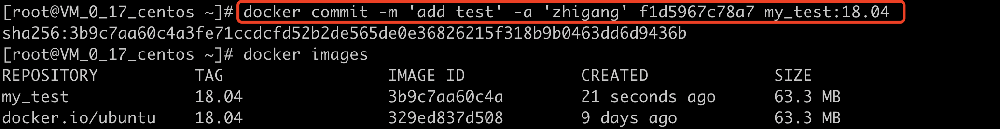 [root@VM_0_17_centos ~]# docker commit -m 'add test' -a 'zhigang' f1d5967c78a7 my_test:18.04
sha256:3b9c7aa60c4a3fe71ccdcfd52b2de565de0e36826215f318b9b0463dd6d9436b
[root@VM_0_17_centos ~]# docker images
REPOSITORY TAG IMAGE ID CREATED SIZE
my_test 18.04 3b9c7aa60c4a 21 seconds ago 63.3 MB
docker.io/ubuntu 18.04 329ed837d508 9 days ago 63.3 MB